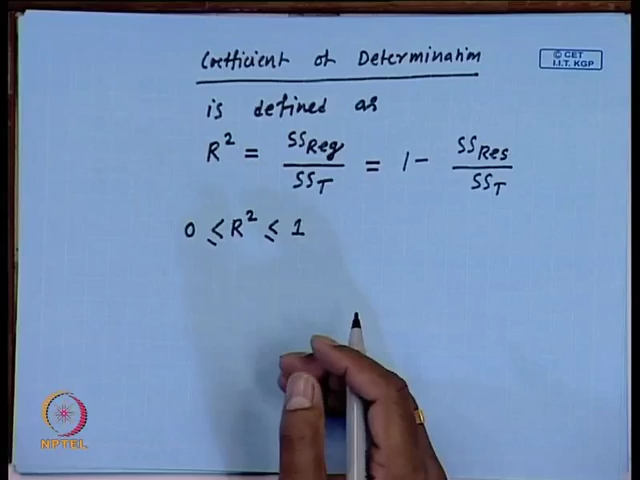 Coefficient of Determination
© CET
I.I.T. KGP
is defined as
R² = SS_Reg / SS_T = 1 - SS_Res / SS_T
0 ≤ R² ≤ 1
NPTEL